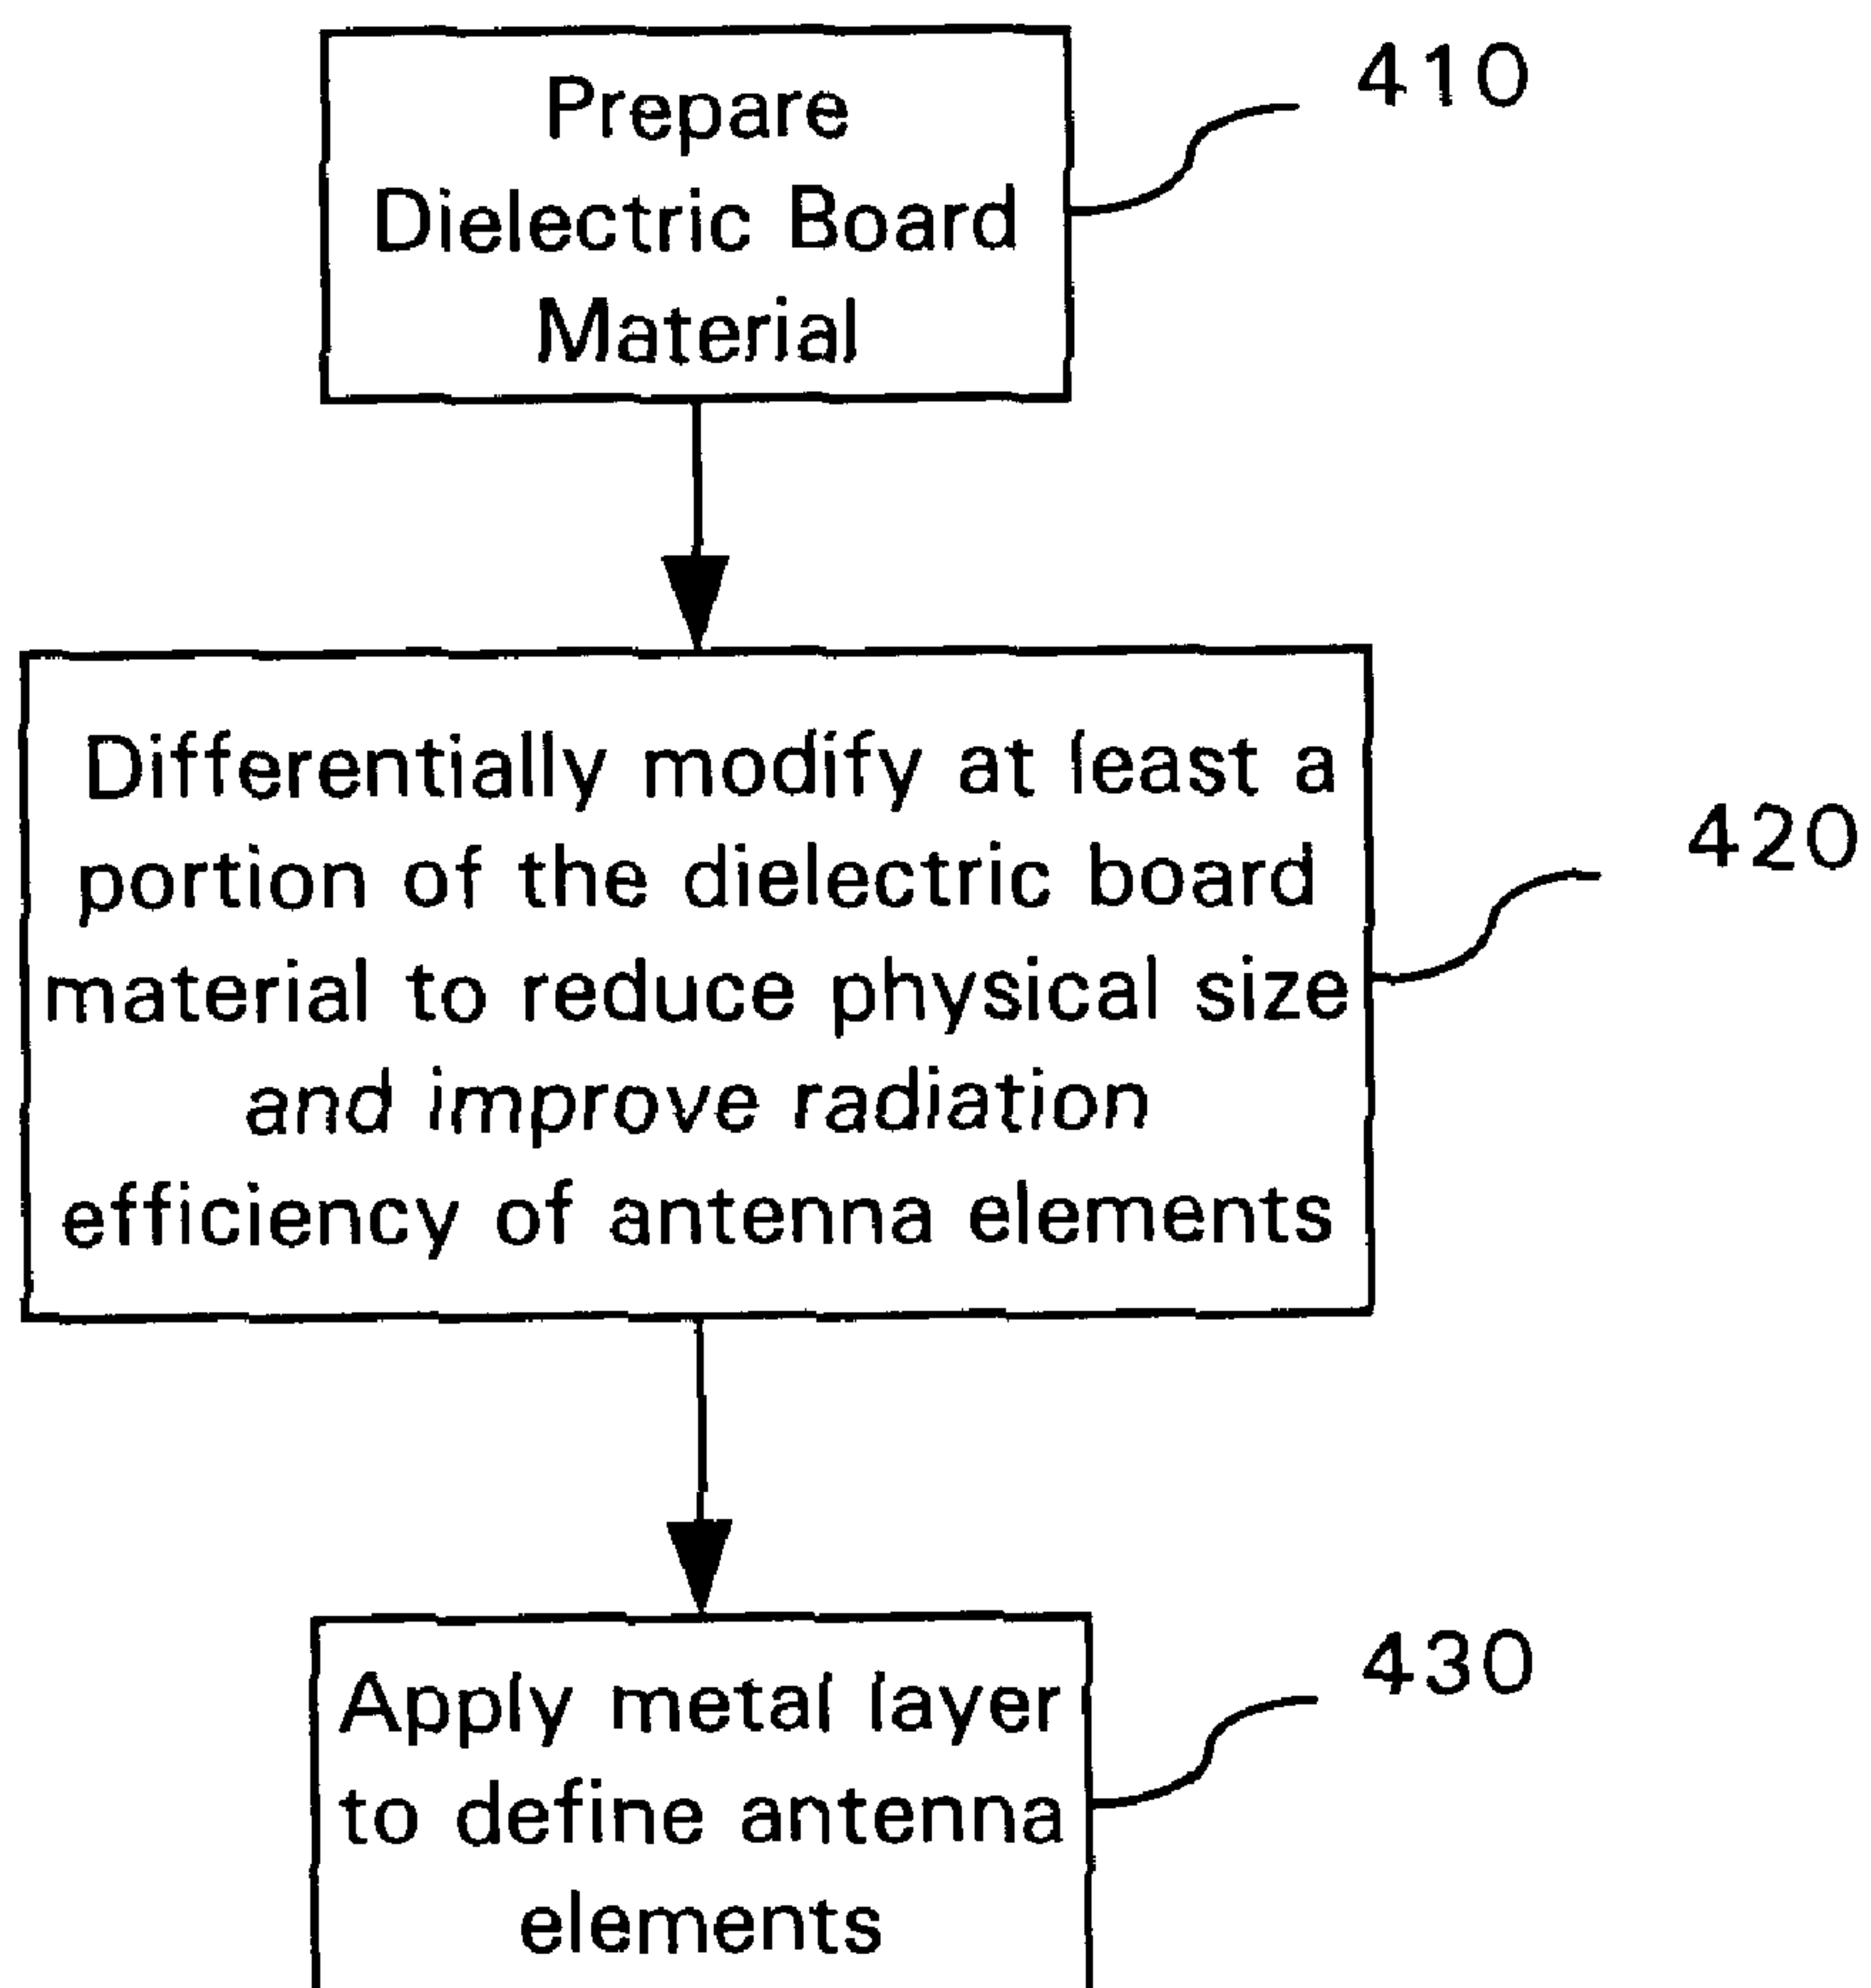 Prepare
Dielectric Board
Material
410
Differentially modify at least a
portion of the dielectric board
material to reduce physical size
and improve radiation
efficiency of antenna elements
420
Apply metal layer
to define antenna
elements
430